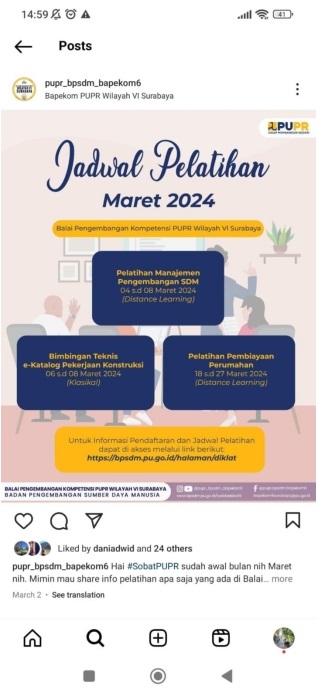 14:59
41
Posts
pupr_bpsdm_bapekom6
Bapekom PUPR Wilayah VI Surabaya
PUPR
Jadwal Pelatihan
Maret 2024
Balai Pengembangan Kompetensi PUPR Wilayah VI Surabaya
Pelatihan Manajemen
Pengembangan SDM
04 s.d 08 Maret 2024
(Distance Learning)
Bimbingan Teknis
e-Katalog Pekerjaan Konstruksi
06 s.d 08 Maret 2024
(Klasikal)
Pelatihan Pembiayaan
Perumahan
18 s.d 27 Maret 2024
(Distance Learning)
Untuk Informasi Pendaftaran dan Jadwal Pelatihan
dapat di akses melalui link berikut:
https://bpsdm.pu.go.id/halaman/diklat
BALAI PENGEMBANGAN KOMPETENSI PUPR WILAYAH VI SURABAYA
BADAN PENGEMBANGAN SUMBER DAYA MANUSIA
Liked by daniadwid and 24 others
pupr_bpsdm_bapekom6 Hai #SobatPUPR sudah awal bulan nih Maret
nih. Mimin mau share info pelatihan apa saja yang ada di Balai... more
March 2 • See translation